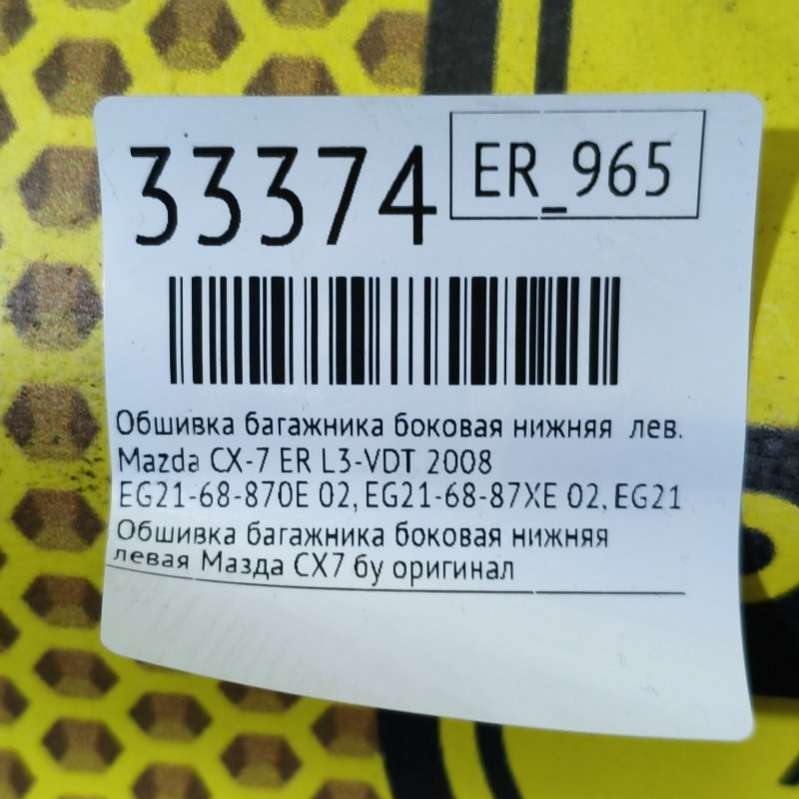 33374
ER_965
Обшивка багажника боковая нижняя лев.
Mazda CX-7 ER L3-VDT 2008
EG21-68-870E 02, EG21-68-87XE 02, EG21
Обшивка багажника боковая нижняя
левая Мазда СХ7 бу оригинал